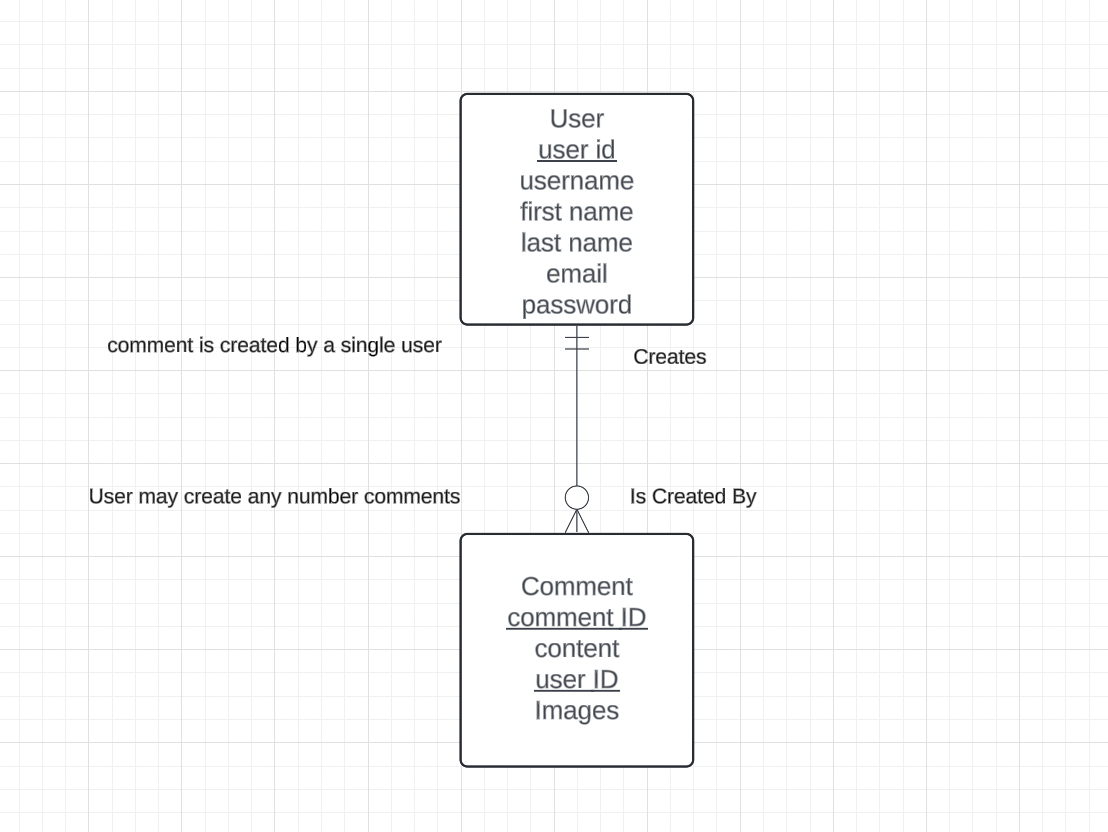 User
user id
username
first name
last name
email
password
comment is created by a single user
Creates
User may create any number comments
Is Created By
Comment
comment ID
content
user ID
Images